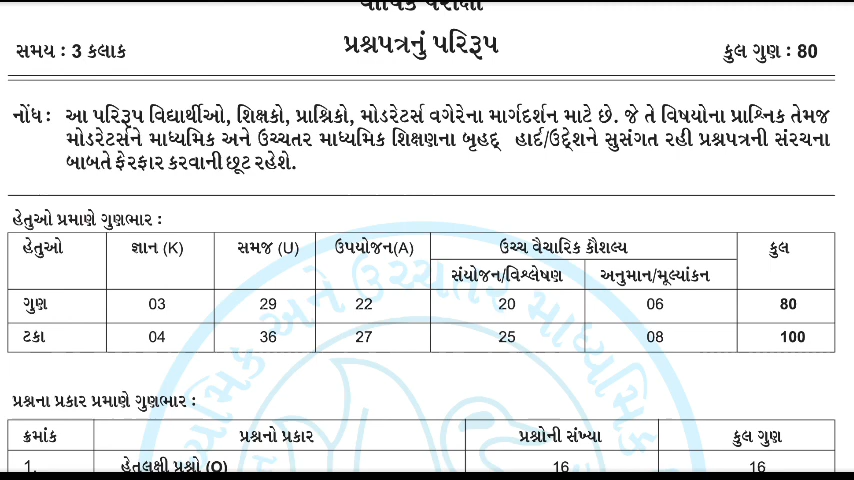 વાર્ષિક પરીક્ષા
પ્રશ્નપત્રનું પરિરૂપ
સમય : 3 કલાક કુલ ગુણ : 80
નોંધ : આ પરિરૂપ વિદ્યાર્થીઓ, શિક્ષકો, પ્રાશ્નિકો, મોડરેટર્સ વગેરેના માર્ગદર્શન માટે છે. જે તે વિષયોના પ્રાશ્નિક તેમજ
મોડરેટર્સને માધ્યમિક અને ઉચ્ચતર માધ્યમિક શિક્ષણના બૃહદ્ હાર્દ/ઉદ્દેશને સુસંગત રહી પ્રશ્નપત્રની સંરચના
બાબતે ફેરફાર કરવાની છૂટ રહેશે.
હેતુઓ પ્રમાણે ગુણભાર :
હેતુઓ જ્ઞાન (K) સમજ (U) ઉપયોજન(A) ઉચ્ચ વૈચારિક કૌશલ્ય કુલ
સંયોજન/વિશ્લેષણ અનુમાન/મૂલ્યાંકન
ગુણ 03 29 22 20 06 80
ટકા 04 36 27 25 08 100
પ્રશ્નના પ્રકાર પ્રમાણે ગુણભાર :
ક્રમાંક પ્રશ્નનો પ્રકાર પ્રશ્નોની સંખ્યા કુલ ગુણ
1. હેતુલક્ષી પ્રશ્નો (O) 16 16